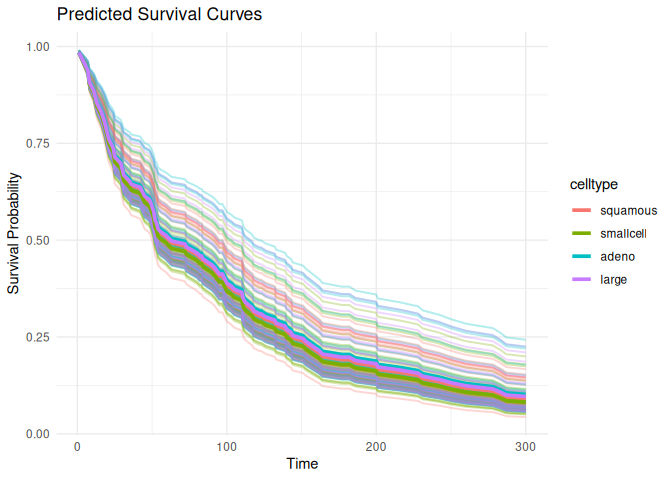 Predicted Survival Curves
1.00
0.75
0.50
0.25
0.00
Survival Probability
0
100
200
300
Time
celltype
squamous
smallcell
adeno
large